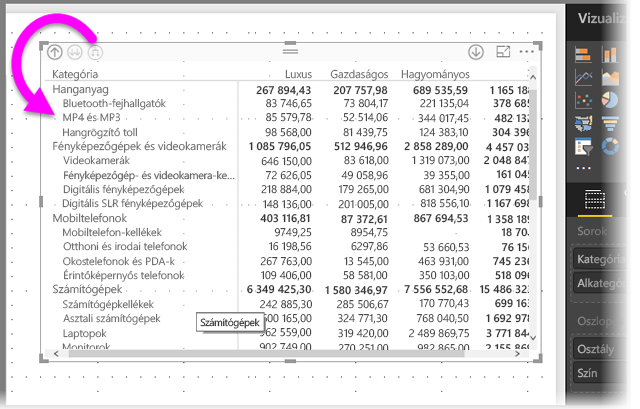 Vizualiz
Kategória Luxus Gazdaságos Hagyományos
Hanganyag 267 894,43 207 757,98 689 535,59 1 165 18
Bluetooth-fejhallgatók 83 746,65 73 804,17 221 135,04 378 68
MP4 és MP3 85 579,78 52 514,06 344 017,45 482 13
Hangrögzítő toll 98 568,00 81 439,75 124 383,10 304 39
Fényképezőgépek és videokamerák 1 085 796,05 512 946,96 2 858 289,00 4 457 03
Videokamerák 646 150,00 83 618,00 1 319 073,00 2 048 84
Fényképezőgép- és videokamera-ke... 72 626,05 49 058,96 39 355,00 161 04
Digitális fényképezőgépek 218 884,00 179 265,00 681 304,90 1 079 45
Digitális SLR fényképezőgépek 148 136,00 201 005,00 818 556,10 1 167 69
Mobiltelefonok 403 116,81 87 372,61 867 694,53 1 358 18
Mobiltelefon-kellékek 9749,25 8954,75 18 70
Otthoni és irodai telefonok 16 198,56 6297,86 53 660,53 76 15
Okostelefonok és PDA-k 267 763,00 13 545,00 463 931,00 745 23
Érintőképernyős telefonok 109 406,00 58 581,00 350 103,00 518 09
Számítógépek 6 349 425,30 1 580 346,97 7 556 552,68 15 486 32
Számítógépkellékek 242 885,30 285 506,67 170 770,43 699 16
Asztali számítógépek 600 165,00 324 771,30 768 040,50 1 692 97
Számítógépek
Laptopok 962 559,00 319 420,00 2 489 869,75 3 771 84
Monitorok 902 749,00 270 251,00 982 865,00 2 155 86
Sorok
Kategória
Alkateg
Oszlop
Osztály
Szín